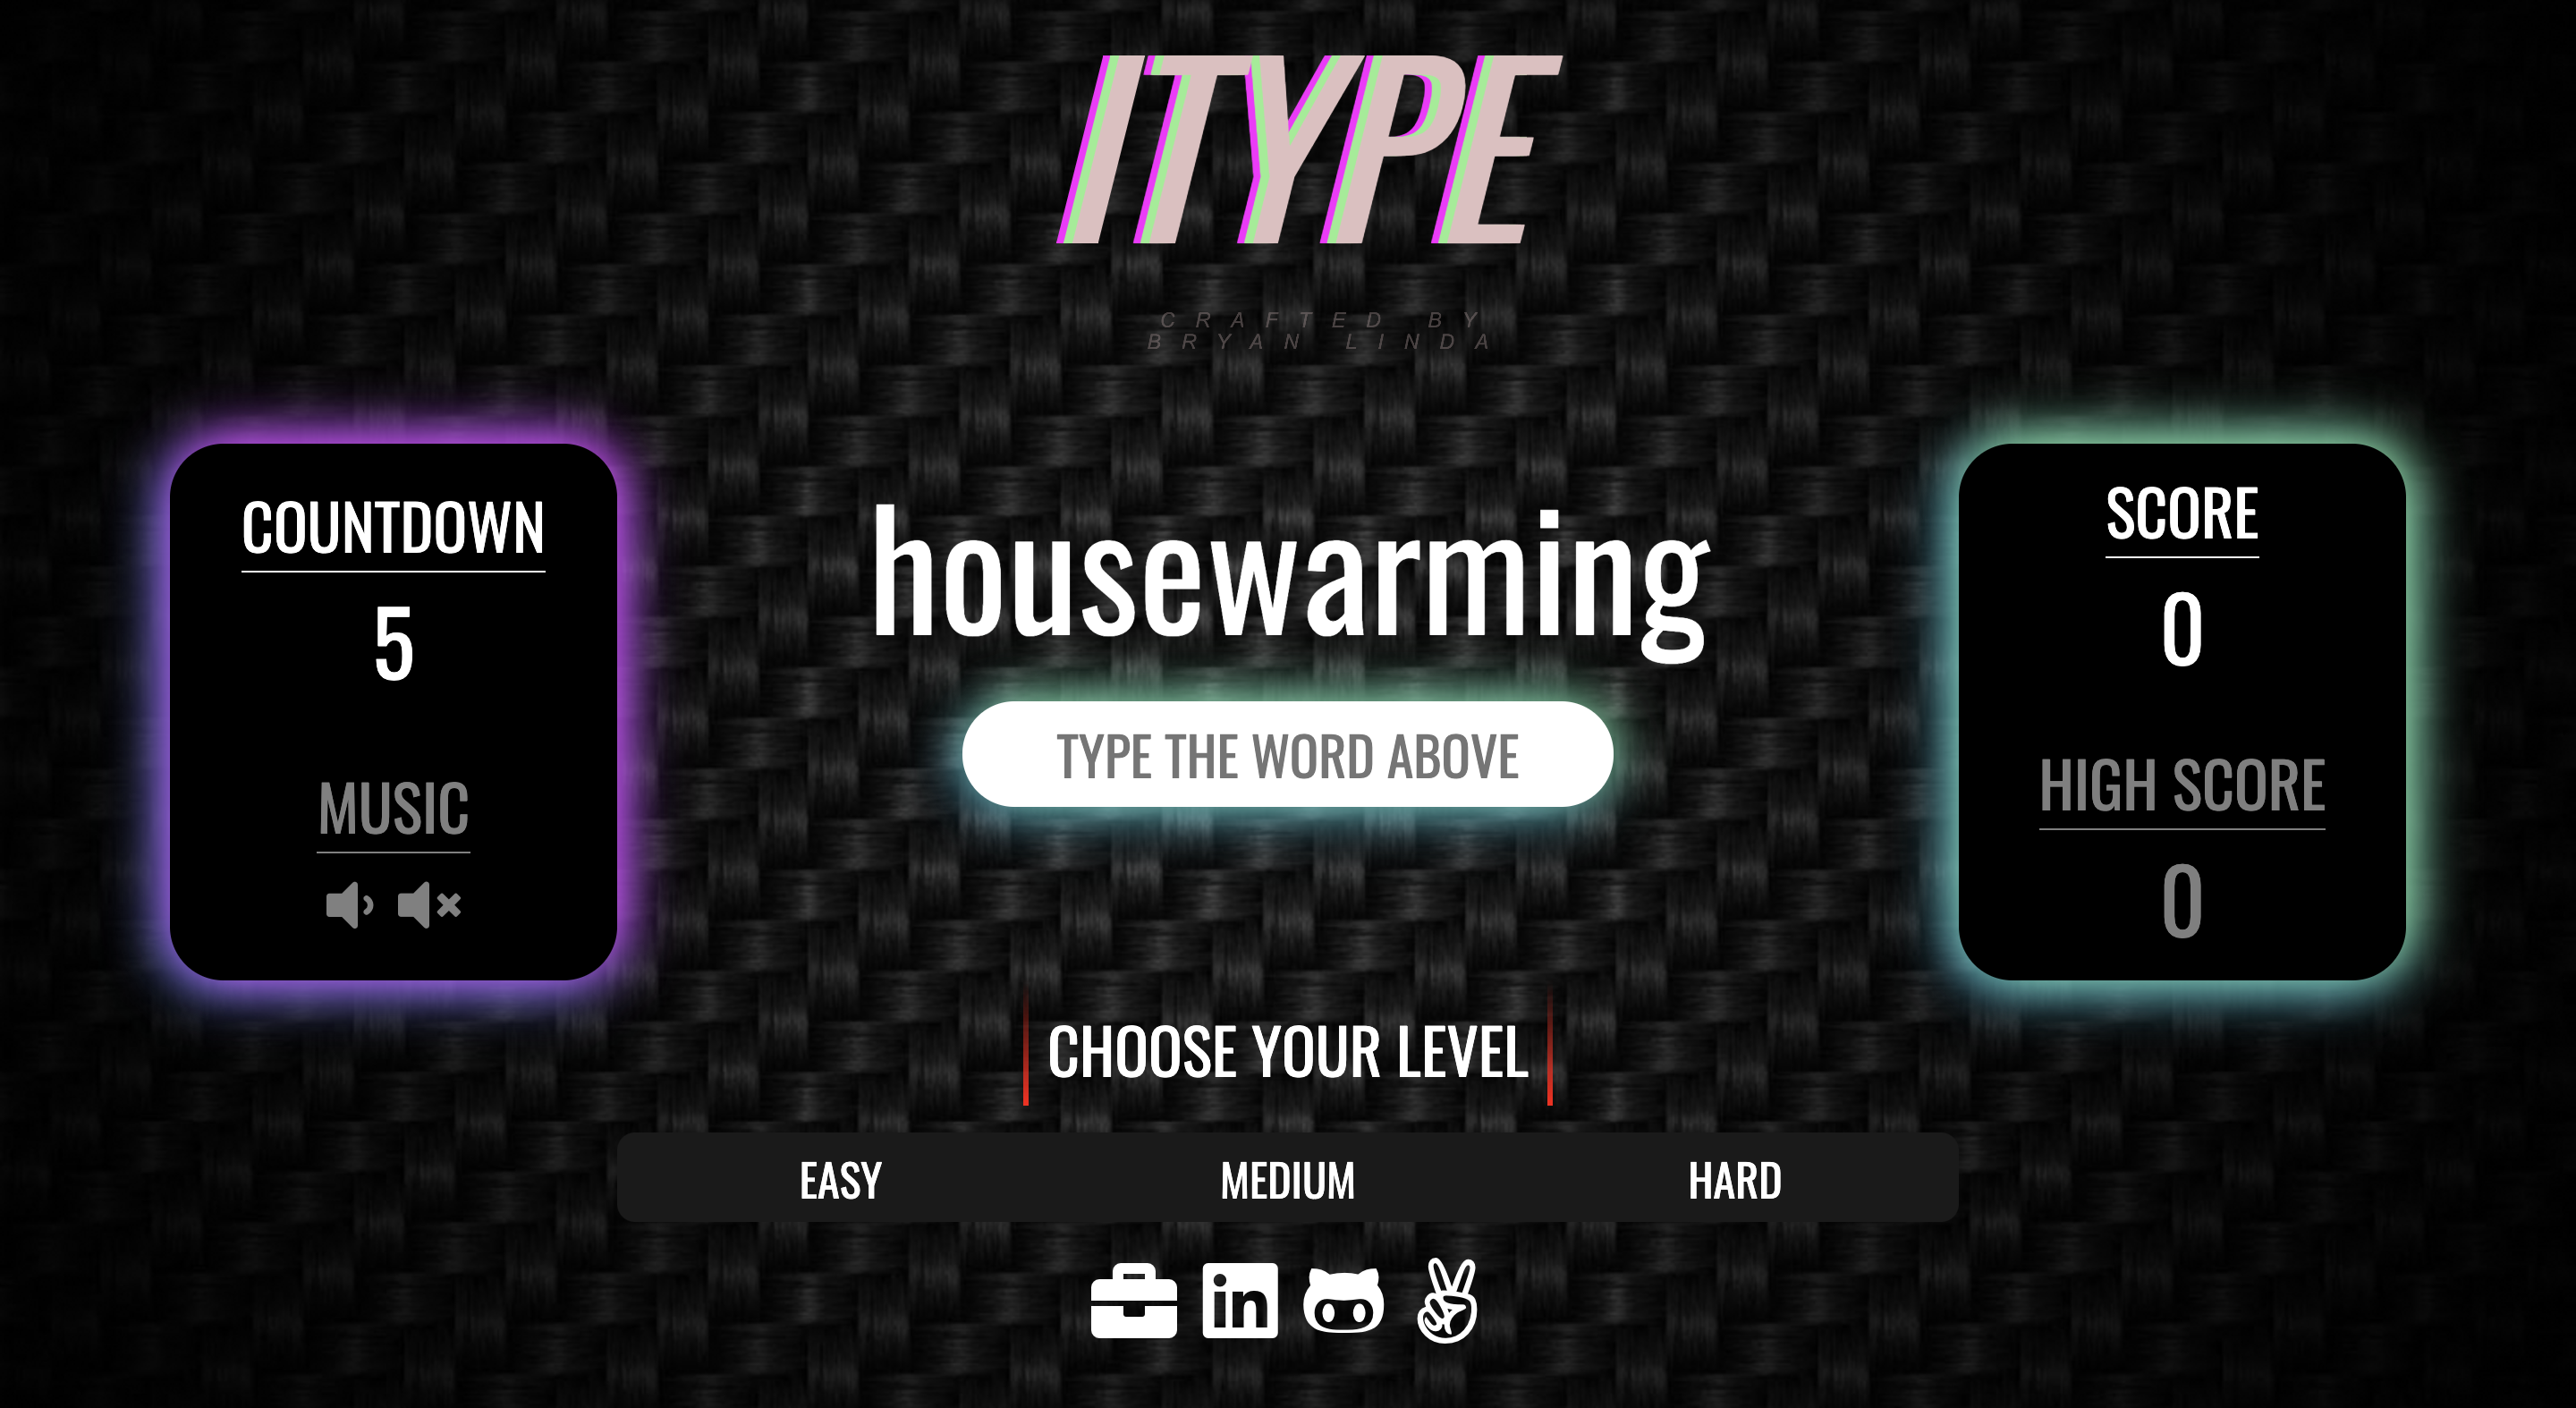 ITYPE
CRAFTED BY
BRYAN LINDA
COUNTDOWN
5
MUSIC
housewarming
TYPE THE WORD ABOVE
SCORE
0
HIGH SCORE
0
CHOOSE YOUR LEVEL
EASY MEDIUM HARD
in